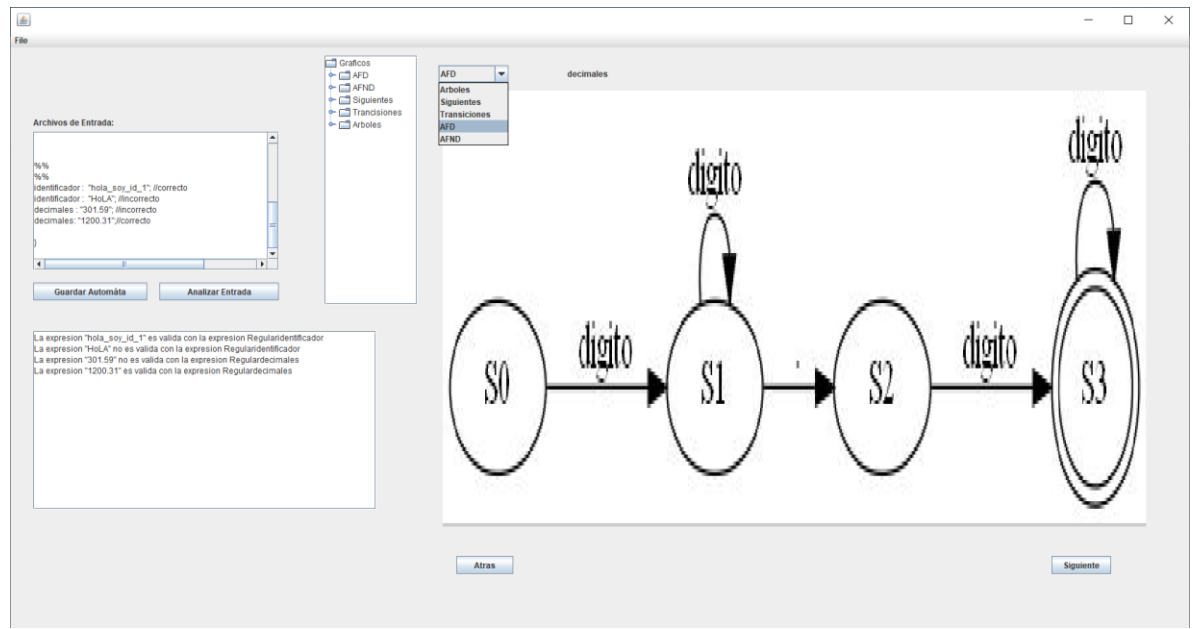 File
Graficos
AFD
AFND
Siguientes
Trancisiones
Arboles
AFD
decimales
Arboles
Siguientes
Transiciones
AFD
AFND
Archivos de Entrada:
%%
%%
identificador : "hola_soy_id_1"; //correcto
identificador : "HoLA"; //incorrecto
decimales : "301.59"; //incorrecto
decimales: "1200.31";//correcto
}
Guardar Automáta
Analizar Entrada
La expresion "hola_soy_id_1" es valida con la expresion Regularidentificador
La expresion "HoLA" no es valida con la expresion Regularidentificador
La expresion "301.59" no es valida con la expresion Regulardecimales
La expresion "1200.31" es valida con la expresion Regulardecimales
digito
digito
digito
.
digito
S0
S1
S2
S3
Atras
Siguiente